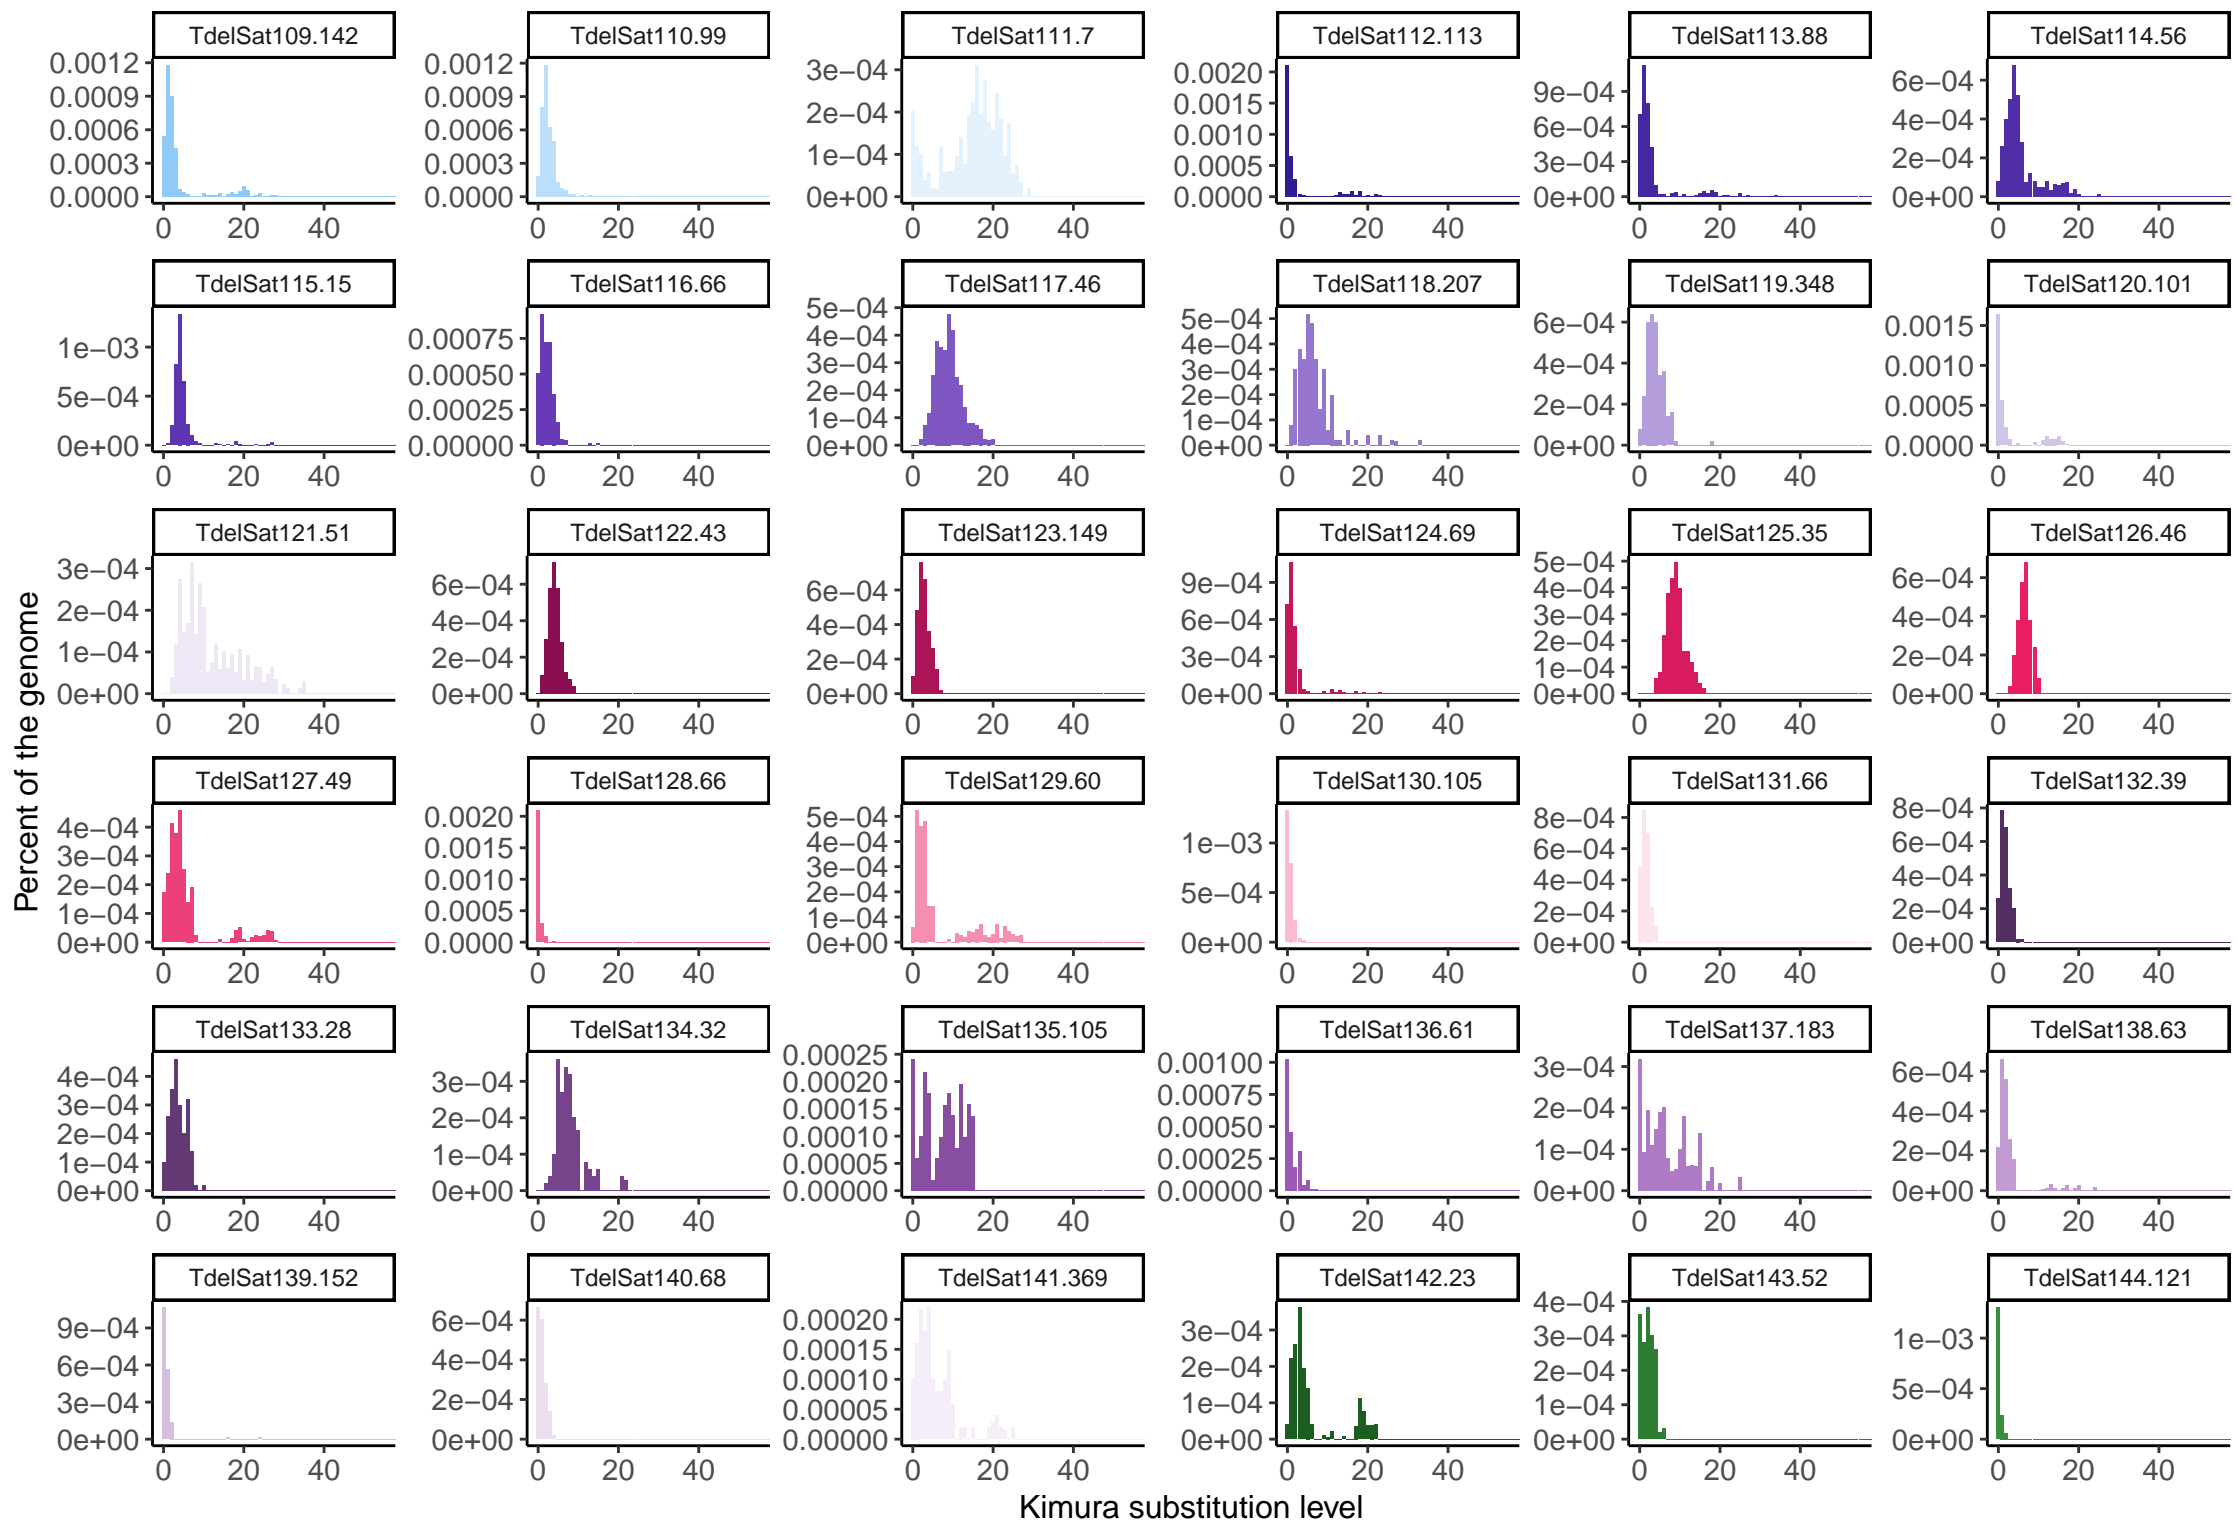 TdelSat109.142 TdelSat110.99 TdelSat111.7 TdelSat112.113 TdelSat113.88 TdelSat114.56
0.0012 0.0009 0.0006 0.0003 0.0000
0.0012 0.0009 0.0006 0.0003 0.0000
3e−04 2e−04 1e−04 0e+00
0.0020 0.0015 0.0010 0.0005 0.0000
9e−04 6e−04 3e−04 0e+00
6e−04 4e−04 2e−04 0e+00
0 20 40 0 20 40 0 20 40 0 20 40 0 20 40 0 20 40
TdelSat115.15 TdelSat116.66 TdelSat117.46 TdelSat118.207 TdelSat119.348 TdelSat120.101
1e−03 5e−04 0e+00
0.00075 0.00050 0.00025 0.00000
5e−04 4e−04 3e−04 2e−04 1e−04 0e+00
5e−04 4e−04 3e−04 2e−04 1e−04 0e+00
6e−04 4e−04 2e−04 0e+00
0.0015 0.0010 0.0005 0.0000
0 20 40 0 20 40 0 20 40 0 20 40 0 20 40 0 20 40
TdelSat121.51 TdelSat122.43 TdelSat123.149 TdelSat124.69 TdelSat125.35 TdelSat126.46
3e−04 2e−04 1e−04 0e+00
6e−04 4e−04 2e−04 0e+00
6e−04 4e−04 2e−04 0e+00
9e−04 6e−04 3e−04 0e+00
5e−04 4e−04 3e−04 2e−04 1e−04 0e+00
6e−04 4e−04 2e−04 0e+00
0 20 40 0 20 40 0 20 40 0 20 40 0 20 40 0 20 40
Percent of the genome
TdelSat127.49 TdelSat128.66 TdelSat129.60 TdelSat130.105 TdelSat131.66 TdelSat132.39
4e−04 3e−04 2e−04 1e−04 0e+00
0.0020 0.0015 0.0010 0.0005 0.0000
5e−04 4e−04 3e−04 2e−04 1e−04 0e+00
1e−03 5e−04 0e+00
8e−04 6e−04 4e−04 2e−04 0e+00
8e−04 6e−04 4e−04 2e−04 0e+00
0 20 40 0 20 40 0 20 40 0 20 40 0 20 40 0 20 40
TdelSat133.28 TdelSat134.32 TdelSat135.105 TdelSat136.61 TdelSat137.183 TdelSat138.63
4e−04 3e−04 2e−04 1e−04 0e+00
3e−04 2e−04 1e−04 0e+00
0.00025 0.00020 0.00015 0.00010 0.00005 0.00000
0.00100 0.00075 0.00050 0.00025 0.00000
3e−04 2e−04 1e−04 0e+00
6e−04 4e−04 2e−04 0e+00
0 20 40 0 20 40 0 20 40 0 20 40 0 20 40 0 20 40
TdelSat139.152 TdelSat140.68 TdelSat141.369 TdelSat142.23 TdelSat143.52 TdelSat144.121
9e−04 6e−04 3e−04 0e+00
6e−04 4e−04 2e−04 0e+00
0.00020 0.00015 0.00010 0.00005 0.00000
3e−04 2e−04 1e−04 0e+00
4e−04 3e−04 2e−04 1e−04 0e+00
1e−03 5e−04 0e+00
0 20 40 0 20 40 0 20 40 0 20 40 0 20 40 0 20 40
Kimura substitution level